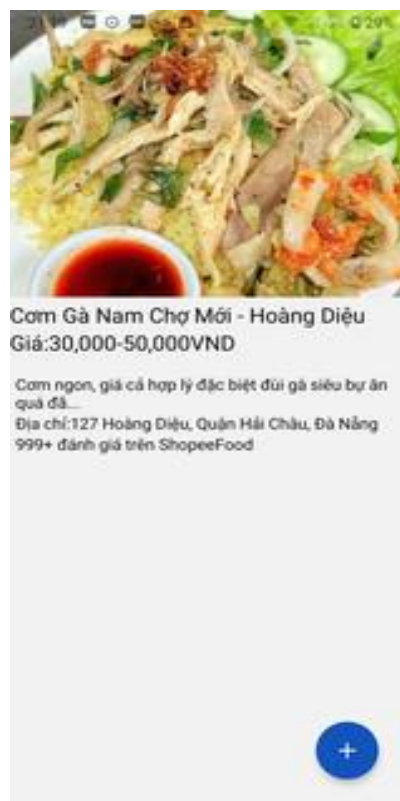 Cơm Gà Nam Chợ Mới - Hoàng Diệu
Giá:30,000-50,000VND
Cơm ngon, giá cả hợp lý đặc biệt đùi gà siêu bự ăn
quá đã...
Địa chỉ:127 Hoàng Diệu, Quận Hải Châu, Đà Nẵng
999+ đánh giá trên ShopeeFood